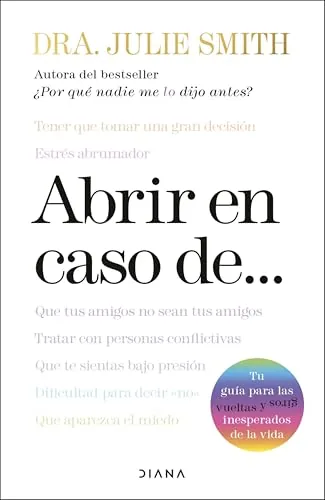 DRA. JULIE SMITH
Autora del bestseller
¿Por qué nadie me lo dijo antes?
Tener que tomar una gran decisión
Estrés abrumador
Abrir en
caso de...
Que tus amigos no sean tus amigos
Tratar con personas conflictivas
Que te sientas bajo presión
Dificultad para decir «no»
Que aparezca el miedo
Tu
guía para las
vueltas y giros
inesperados
de la vida
DIANA